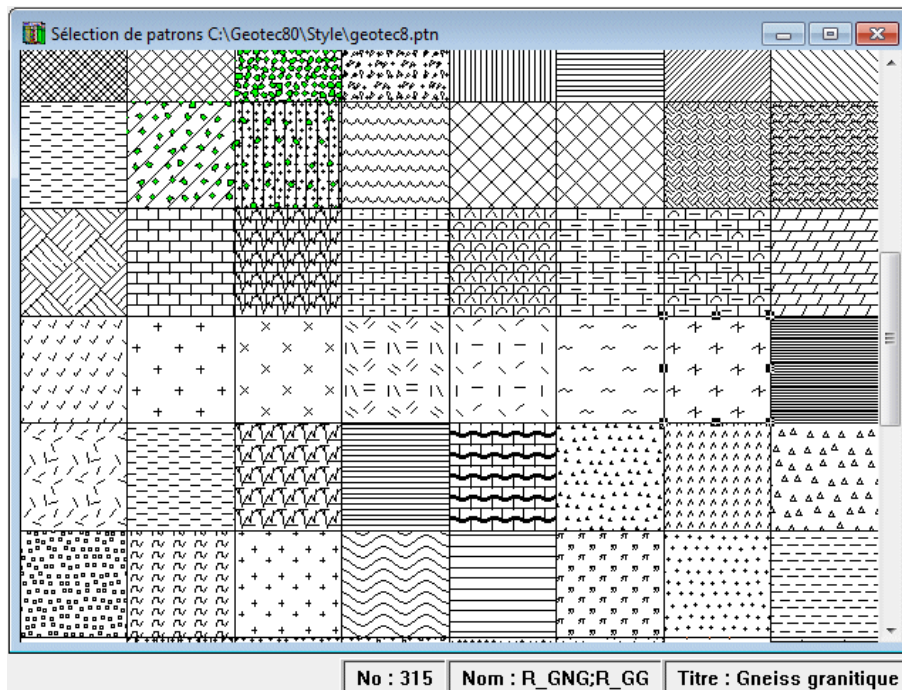 Sélection de patrons C:\Geotec80\Style\geotec8.ptn
No : 315 Nom : R_GNG;R_GG Titre : Gneiss granitique